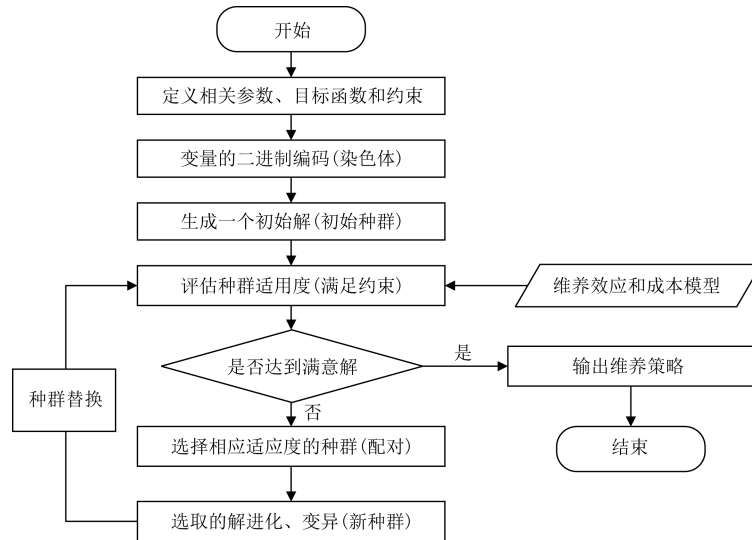 开始
定义相关参数、目标函数和约束
变量的二进制编码(染色体)
生成一个初始解(初始种群)
评估种群适用度(满足约束)
维养效应和成本模型
是否达到满意解
是
输出维养策略
种群替换
否
选择相应适应度的种群(配对)
结束
选取的解进化、变异(新种群)